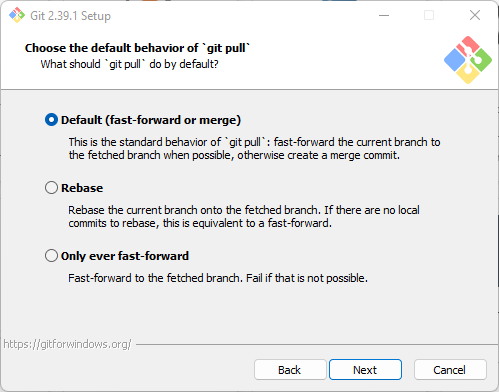 Git 2.39.1 Setup
Choose the default behavior of `git pull`
What should `git pull` do by default?
Default (fast-forward or merge)
This is the standard behavior of `git pull`: fast-forward the current branch to
the fetched branch when possible, otherwise create a merge commit.
Rebase
Rebase the current branch onto the fetched branch. If there are no local
commits to rebase, this is equivalent to a fast-forward.
Only ever fast-forward
Fast-forward to the fetched branch. Fail if that is not possible.
https://gitforwindows.org/
Back
Next
Cancel